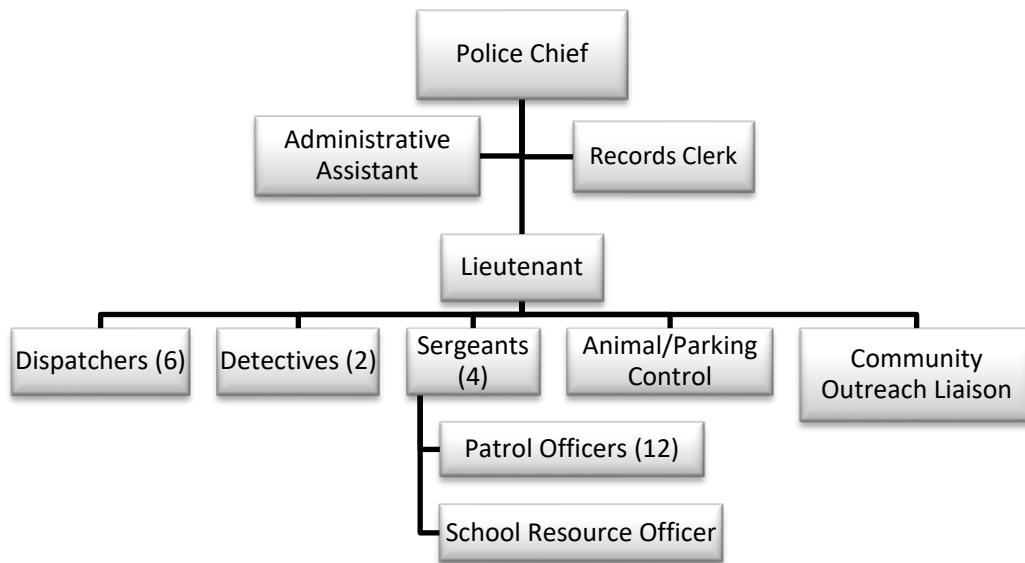 Police Chief
Administrative
Assistant
Records Clerk
Lieutenant
Dispatchers (6)
Detectives (2)
Sergeants
(4)
Animal/Parking
Control
Community
Outreach Liaison
Patrol Officers (12)
School Resource Officer